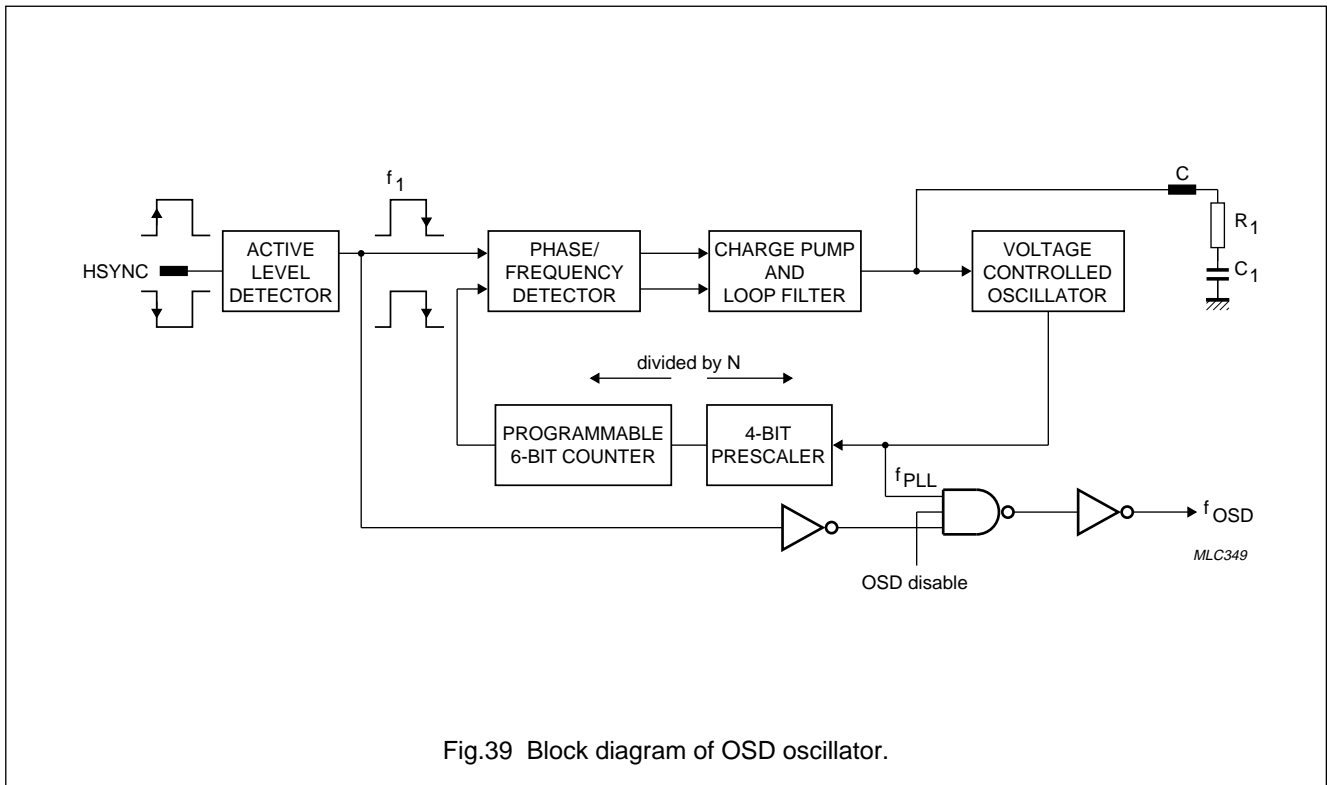 f1
C
R1
C1
HSYNC
ACTIVE
LEVEL
DETECTOR
PHASE/
FREQUENCY
DETECTOR
CHARGE PUMP
AND
LOOP FILTER
VOLTAGE
CONTROLLED
OSCILLATOR
divided by N
PROGRAMMABLE
6-BIT COUNTER
4-BIT
PRESCALER
fPLL
fOSD
MLC349
OSD disable
Fig.39 Block diagram of OSD oscillator.